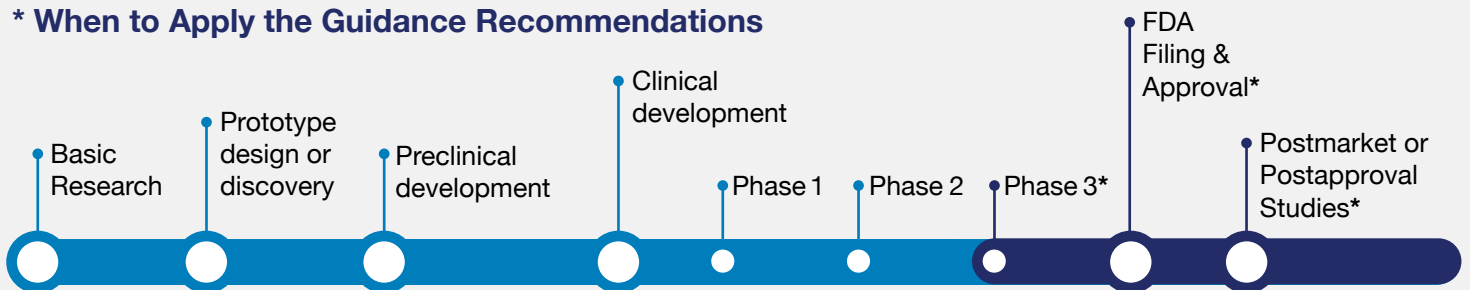 * When to Apply the Guidance Recommendations
Basic
Research
Prototype
design or
discovery
Preclinical
development
Clinical
development
Phase 1
Phase 2
Phase 3*
FDA
Filing &
Approval*
Postmarket or
Postapproval
Studies*